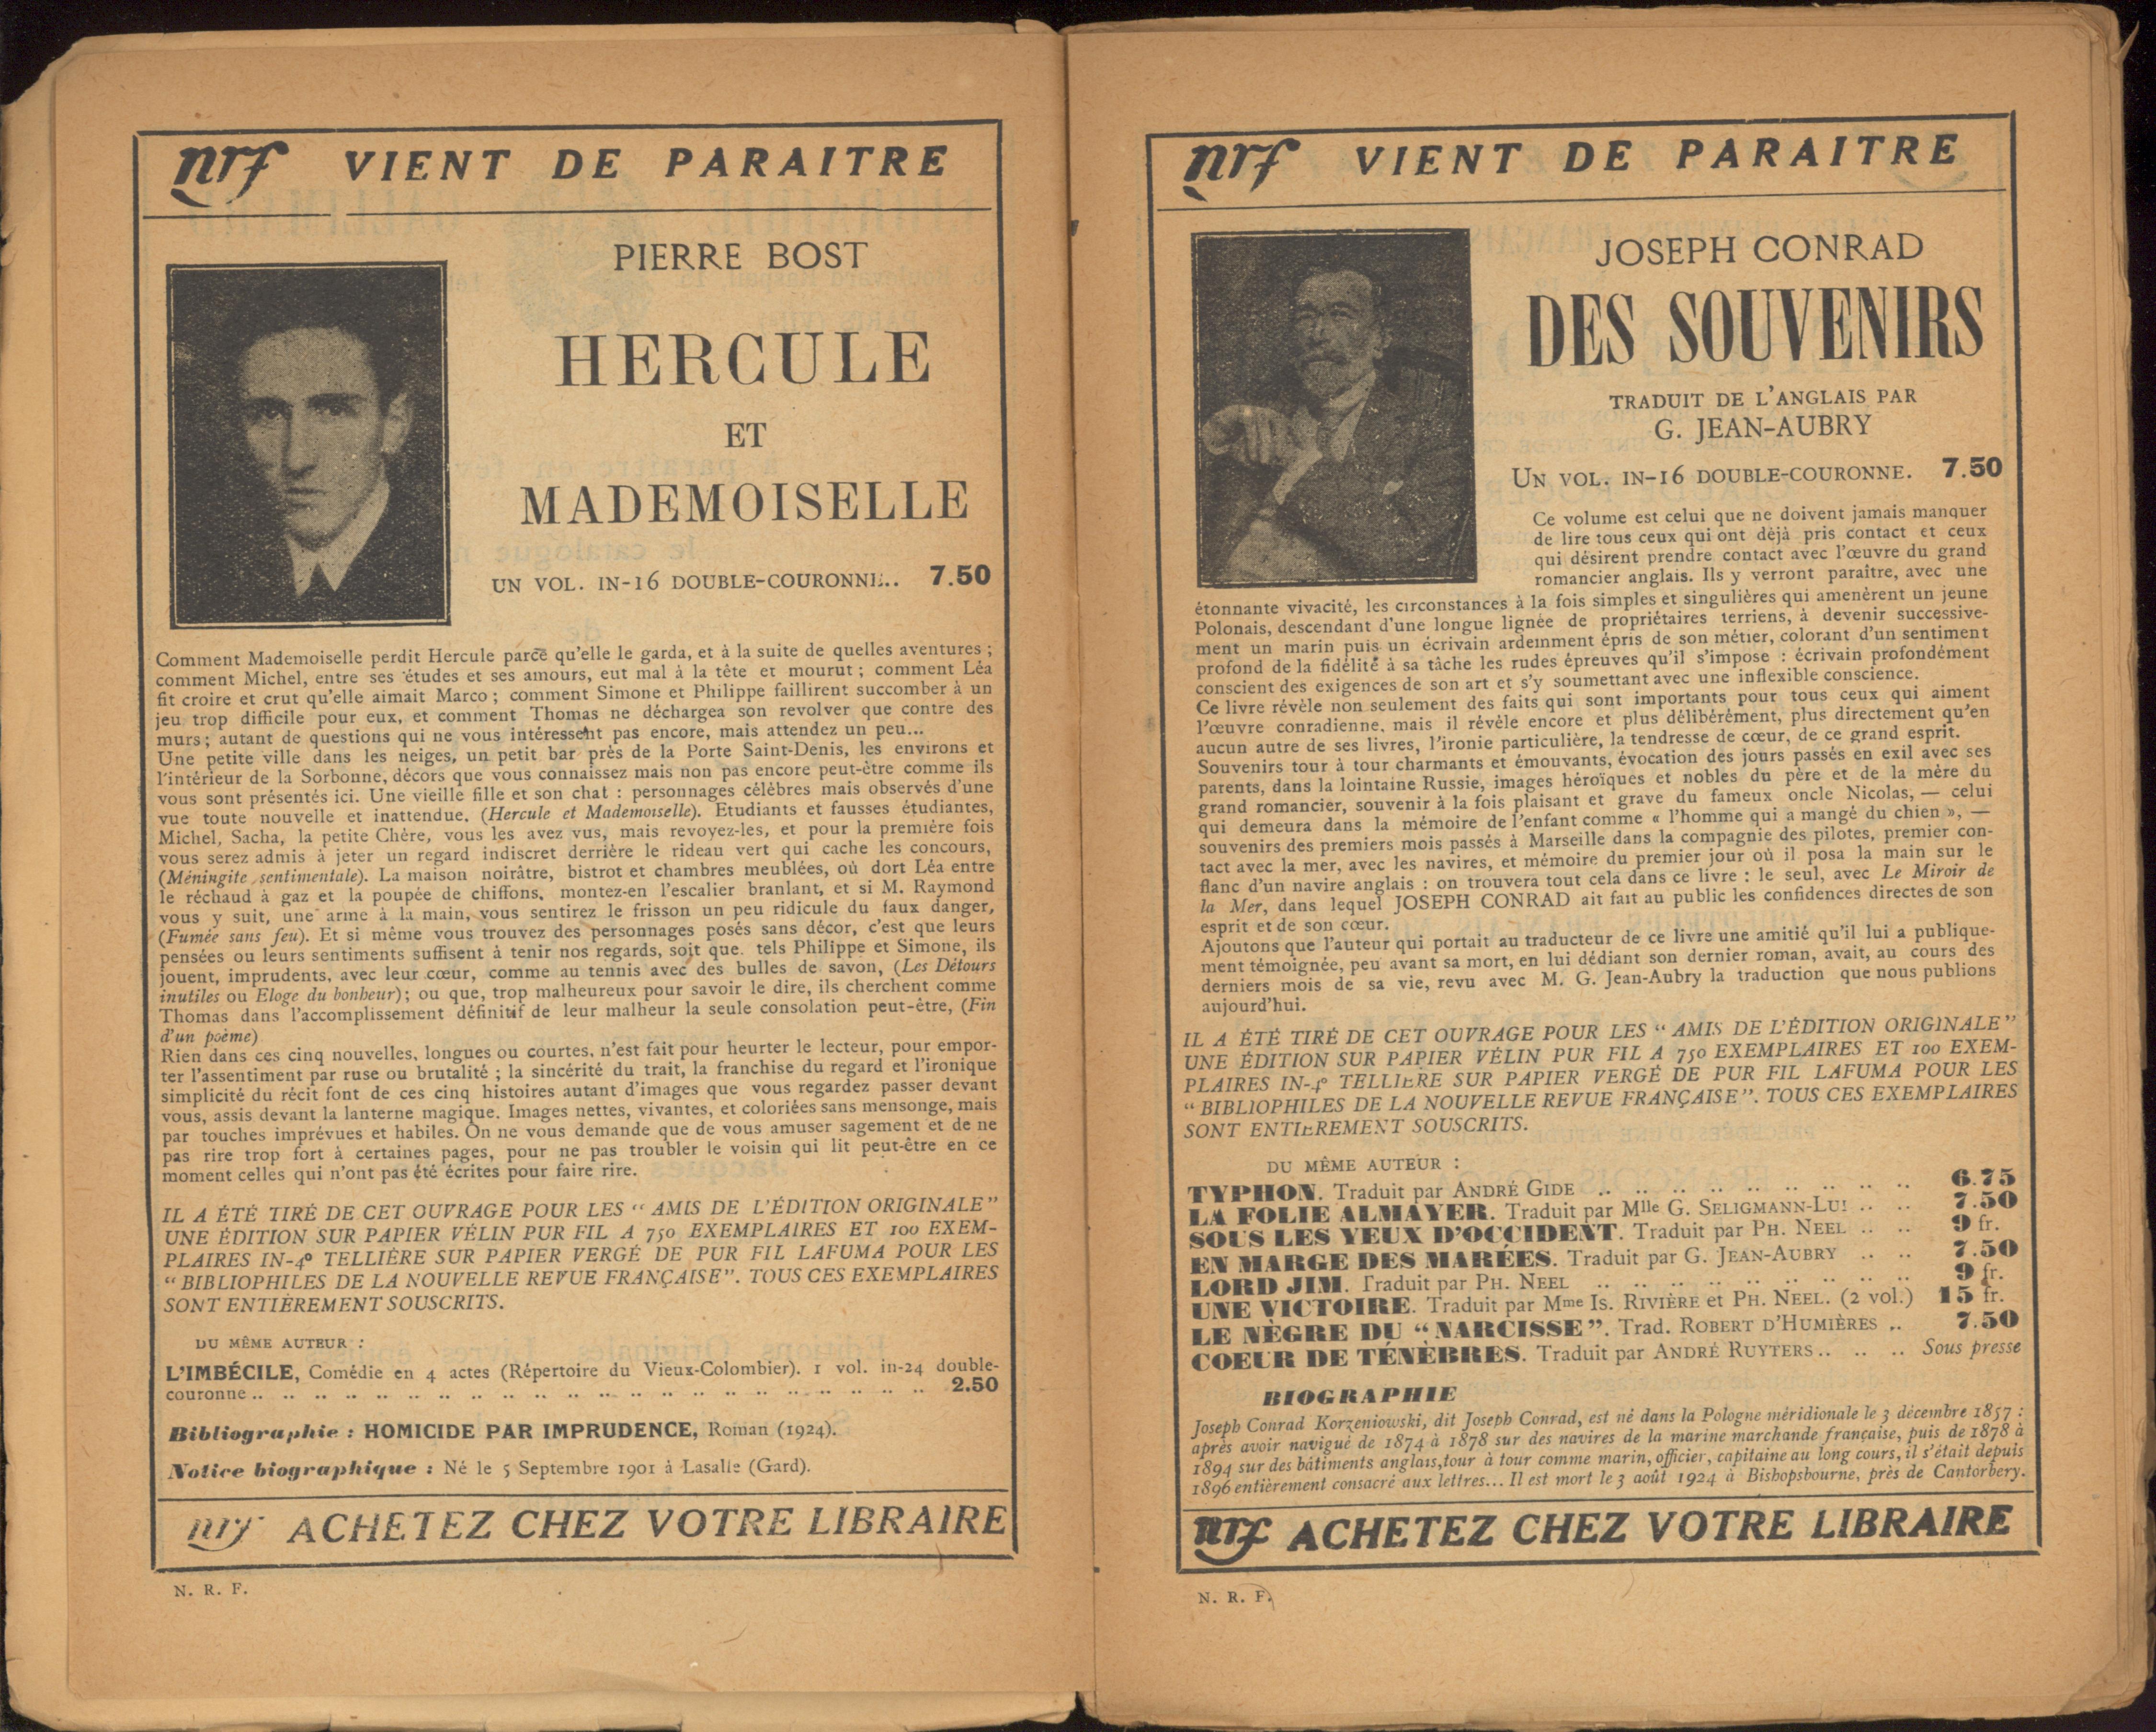 nrf VIENT DE PARAITRE
PIERRE BOST
HERCULE
ET
MADEMOISELLE
UN VOL. IN-16 DOUBLE-COURONNE.. 7.50
Comment Mademoiselle perdit Hercule parce qu'elle le garda, et à la suite de quelles aventures ;
comment Michel, entre ses études et ses amours, eut mal à la tête et mourut ; comment Léa
fit croire et crut qu'elle aimait Marco ; comment Simone et Philippe faillirent succomber à un
jeu trop difficile pour eux, et comment Thomas ne déchargea son revolver que contre des
murs ; autant de questions qui ne vous intéressent pas encore, mais attendez un peu...
Une petite ville dans les neiges, un petit bar près de la Porte Saint-Denis, les environs et
l'intérieur de la Sorbonne, décors que vous connaissez mais non pas encore peut-être comme ils
vous sont présentés ici. Une vieille fille et son chat : personnages célèbres mais observés d'une
vue toute nouvelle et inattendue. (Hercule et Mademoiselle). Etudiants et fausses étudiantes,
Michel, Sacha, la petite Chère, vous les avez vus, mais revoyez-les, et pour la première fois
vous serez admis à jeter un regard indiscret derrière le rideau vert qui cache les concours,
(Méningite sentimentale). La maison noirâtre, bistrot et chambres meublées, où dort Léa entre
le réchaud à gaz et la poupée de chiffons, montez-en l'escalier branlant, et si M. Raymond
vous y suit, une arme à la main, vous sentirez le frisson un peu ridicule du faux danger,
(Fumée sans feu). Et si même vous trouvez des personnages posés sans décor, c'est que leurs
pensées ou leurs sentiments suffisent à tenir nos regards, soit que. tels Philippe et Simone, ils
jouent, imprudents, avec leur cœur, comme au tennis avec des bulles de savon, (Les Détours
inutiles ou Eloge du bonheur); ou que, trop malheureux pour savoir le dire, ils cherchent comme
Thomas dans l'accomplissement définitif de leur malheur la seule consolation peut-être, (Fin
d'un poème)
Rien dans ces cinq nouvelles, longues ou courtes, n'est fait pour heurter le lecteur, pour empor-
ter l'assentiment par ruse ou brutalité ; la sincérité du trait, la franchise du regard et l'ironique
simplicité du récit font de ces cinq histoires autant d'images que vous regardez passer devant
vous, assis devant la lanterne magique. Images nettes, vivantes, et coloriées sans mensonge, mais
par touches imprévues et habiles. On ne vous demande que de vous amuser sagement et de ne
pas rire trop fort à certaines pages, pour ne pas troubler le voisin qui lit peut-être en ce
moment celles qui n'ont pas été écrites pour faire rire.
IL A ÉTÉ TIRÉ DE CET OUVRAGE POUR LES “ AMIS DE L'ÉDITION ORIGINALE ”
UNE ÉDITION SUR PAPIER VÉLIN PUR FIL A 750 EXEMPLAIRES ET 100 EXEM-
PLAIRES IN-4° TELLIÈRE SUR PAPIER VERGÉ DE PUR FIL LAFUMA POUR LES
“ BIBLIOPHILES DE LA NOUVELLE REVUE FRANÇAISE”. TOUS CES EXEMPLAIRES
SONT ENTIÈREMENT SOUSCRITS.
DU MÊME AUTEUR :
L'IMBÉCILE, Comédie en 4 actes (Répertoire du Vieux-Colombier). 1 vol. in-24 double-
couronne .. .. .. .. .. .. .. .. .. .. .. .. .. .. .. .. .. .. .. .. .. .. 2.50
Bibliographie : HOMICIDE PAR IMPRUDENCE, Roman (1924).
Notice biographique : Né le 5 Septembre 1901 à Lasalle (Gard).
nrf ACHETEZ CHEZ VOTRE LIBRAIRE
N. R. F.
nrf VIENT DE PARAITRE
JOSEPH CONRAD
DES SOUVENIRS
TRADUIT DE L'ANGLAIS PAR
G. JEAN-AUBRY
UN VOL. IN-16 DOUBLE-COURONNE. 7.50
Ce volume est celui que ne doivent jamais manquer
de lire tous ceux qui ont déjà pris contact et ceux
qui désirent prendre contact avec l'œuvre du grand
romancier anglais. Ils y verront paraître, avec une
étonnante vivacité, les circonstances à la fois simples et singulières qui amenèrent un jeune
Polonais, descendant d'une longue lignée de propriétaires terriens, à devenir successive-
ment un marin puis un écrivain ardemment épris de son métier, colorant d'un sentiment
profond de la fidélité à sa tâche les rudes épreuves qu'il s'impose : écrivain profondément
conscient des exigences de son art et s'y soumettant avec une inflexible conscience.
Ce livre révèle non seulement des faits qui sont importants pour tous ceux qui aiment
l'œuvre conradienne, mais il révèle encore et plus délibérément, plus directement qu'en
aucun autre de ses livres, l'ironie particulière, la tendresse de cœur, de ce grand esprit.
Souvenirs tour à tour charmants et émouvants, évocation des jours passés en exil avec ses
parents, dans la lointaine Russie, images héroïques et nobles du père et de la mère du
grand romancier, souvenir à la fois plaisant et grave du fameux oncle Nicolas, — celui
qui demeura dans la mémoire de l'enfant comme « l'homme qui a mangé du chien », —
souvenirs des premiers mois passés à Marseille dans la compagnie des pilotes, premier con-
tact avec la mer, avec les navires, et mémoire du premier jour où il posa la main sur le
flanc d'un navire anglais : on trouvera tout cela dans ce livre : le seul, avec Le Miroir de
la Mer, dans lequel JOSEPH CONRAD ait fait au public les confidences directes de son
esprit et de son cœur.
Ajoutons que l'auteur qui portait au traducteur de ce livre une amitié qu'il lui a publique-
ment témoignée, peu avant sa mort, en lui dédiant son dernier roman, avait, au cours des
derniers mois de sa vie, revu avec M. G. Jean-Aubry la traduction que nous publions
aujourd'hui.
IL A ÉTÉ TIRÉ DE CET OUVRAGE POUR LES “ AMIS DE L'ÉDITION ORIGINALE”
UNE ÉDITION SUR PAPIER VÉLIN PUR FIL A 750 EXEMPLAIRES ET 100 EXEM-
PLAIRES IN-4° TELLIÈRE SUR PAPIER VERGÉ DE PUR FIL LAFUMA POUR LES
“ BIBLIOPHILES DE LA NOUVELLE REVUE FRANÇAISE”. TOUS CES EXEMPLAIRES
SONT ENTIÈREMENT SOUSCRITS.
DU MÊME AUTEUR :
TYPHON. Traduit par ANDRÉ GIDE .. .. .. .. .. .. .. .. .. 6.75
LA FOLIE ALMAYER. Traduit par Mlle G. SELIGMANN-LUI .. .. 7.50
SOUS LES YEUX D'OCCIDENT. Traduit par PH. NEEL .. .. 9 fr.
EN MARGE DES MARÉES. Traduit par G. JEAN-AUBRY .. .. 7.50
LORD JIM. Traduit par PH. NEEL .. .. .. .. .. .. .. .. .. 9 fr.
UNE VICTOIRE. Traduit par Mme IS. RIVIÈRE et PH. NEEL. (2 vol.) 15 fr.
LE NÈGRE DU “NARCISSE”. Trad. ROBERT D'HUMIÈRES .. 7.50
COEUR DE TÉNÈBRES. Traduit par ANDRÉ RUYTERS .. .. .. Sous presse
BIOGRAPHIE
Joseph Conrad Korzeniowski, dit Joseph Conrad, est né dans la Pologne méridionale le 3 décembre 1857 :
après avoir navigué de 1874 à 1878 sur des navires de la marine marchande française, puis de 1878 à
1894 sur des bâtiments anglais, tour à tour comme marin, officier, capitaine au long cours, il s'était depuis
1896 entièrement consacré aux lettres... Il est mort le 3 août 1924 à Bishopsbourne, près de Cantorbery.
nrf ACHETEZ CHEZ VOTRE LIBRAIRE
N. R. F.